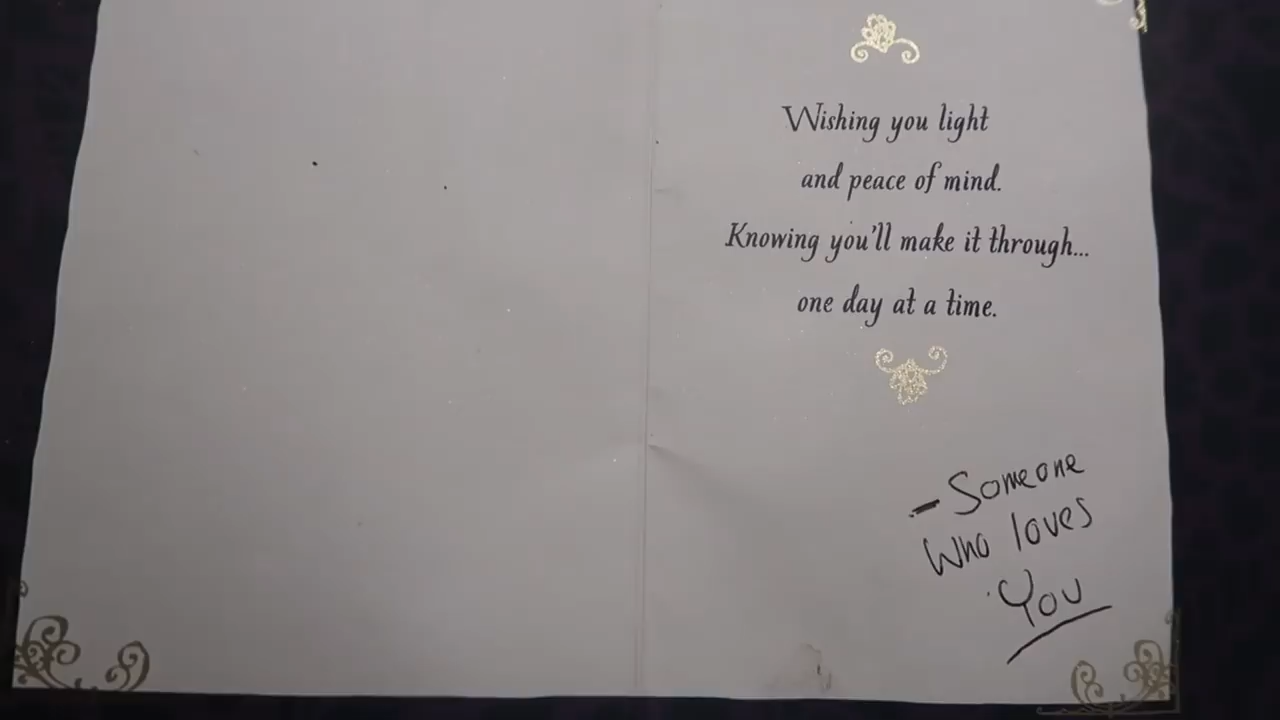 Wishing you light
and peace of mind.
Knowing you'll make it through...
one day at a time.
- Someone
Who loves
You